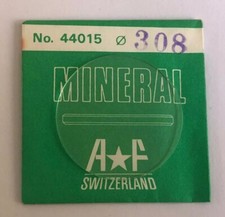 No. 44015 ⌀ 308
MINERAL
A★F
SWITZERLAND